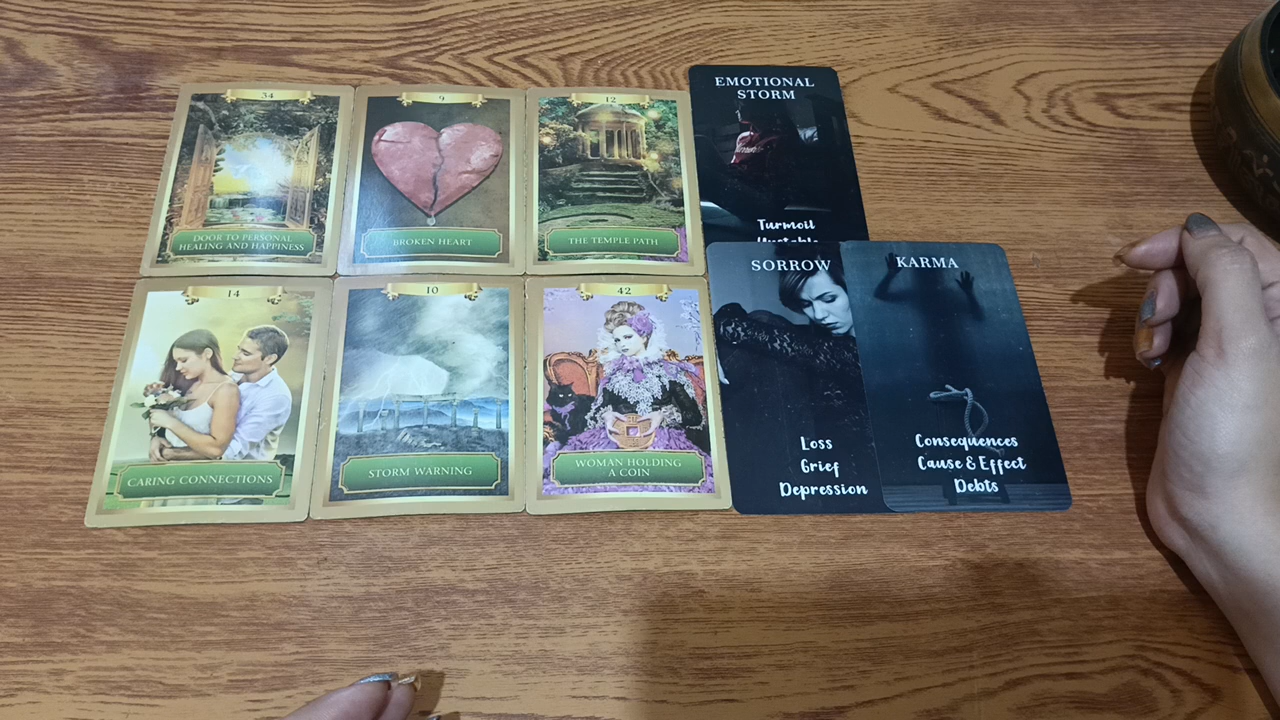 34
DOOR TO PERSONAL
HEALING AND HAPPINESS
9
BROKEN HEART
12
THE TEMPLE PATH
EMOTIONAL
STORM
Turmoil
Unstable
14
CARING CONNECTIONS
10
STORM WARNING
42
WOMAN HOLDING
A COIN
SORROW
Loss
Grief
Depression
KARMA
Consequences
Cause & Effect
Debts